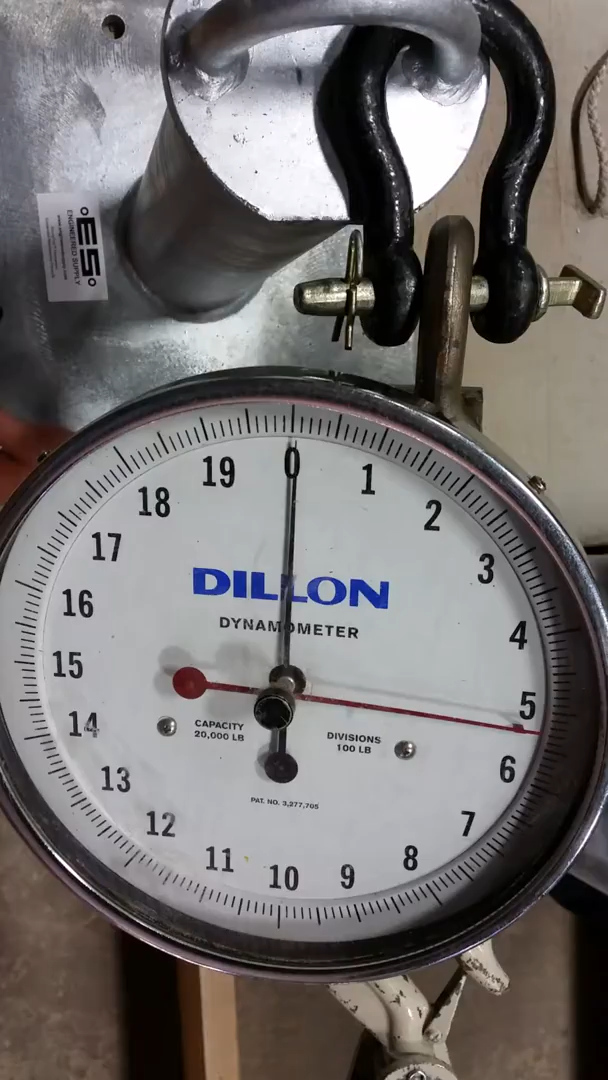 ES
ENGINEERED SUPPLY
0
1
2
3
4
5
6
7
8
9
10
11
12
13
14
15
16
17
18
19
DILLON
DYNAMOMETER
CAPACITY
20,000 LB
DIVISIONS
100 LB
PAT. NO. 3,277,705